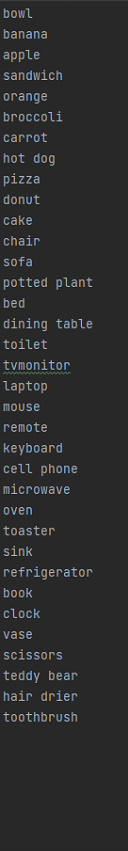 bowl
banana
apple
sandwich
orange
broccoli
carrot
hot dog
pizza
donut
cake
chair
sofa
potted plant
bed
dining table
toilet
tvmonitor
laptop
mouse
remote
keyboard
cell phone
microwave
oven
toaster
sink
refrigerator
book
clock
vase
scissors
teddy bear
hair drier
toothbrush